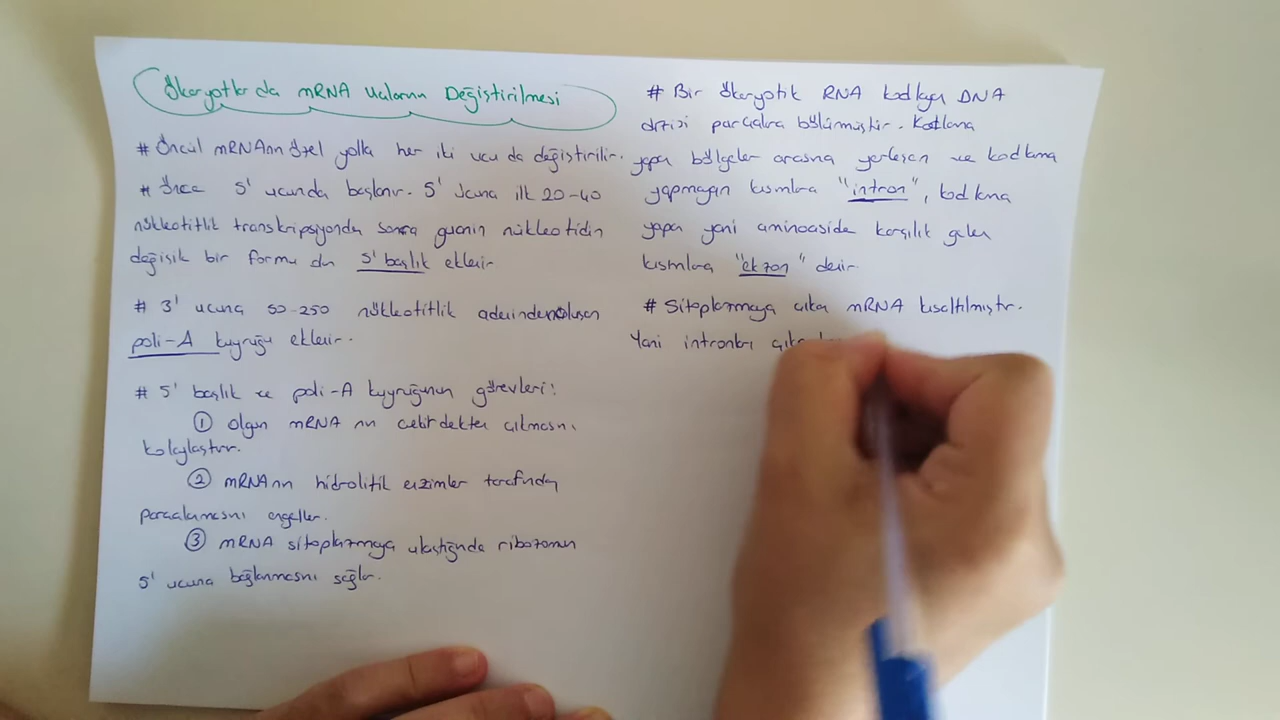 Ökaryotlarda mRNA Uçlarının Değiştirilmesi
# Öncül mRNAnın özel yolla her iki ucu da değiştirilir.
# Önce 5' ucunda başlanır. 5' ucuna ilk 20-40
nükleotitlik transkripsiyondan sonra guanin nükleotidin
değişik bir formu olan 5' başlık eklenir.
# 3' ucuna 50-250 nükleotitlik adeninden oluşan
poli-A kuyruğu eklenir.
# 5' başlık ve poli-A kuyruğunun görevleri:
① Olgun mRNA nın çekirdekten çıkmasını
kolaylaştırır.
② mRNAnın hidrolitik enzimler tarafından
parçalanmasını engeller.
③ mRNA sitoplazmaya ulaştığında ribozomun
5' ucuna bağlanmasını sağlar.
# Bir ökaryotik RNA kodlayan DNA
dizisi parçalara bölünmüştür. Kodlama
yapan bölgeler arasına yerleşen ve kodlama
yapmayan kısımlara "intron", kodlama
yapan yani aminoaside karşılık gelen
kısımlara "ekzon" denir.
# Sitoplazmaya çıkan mRNA kısaltılmıştır.
Yani intronları